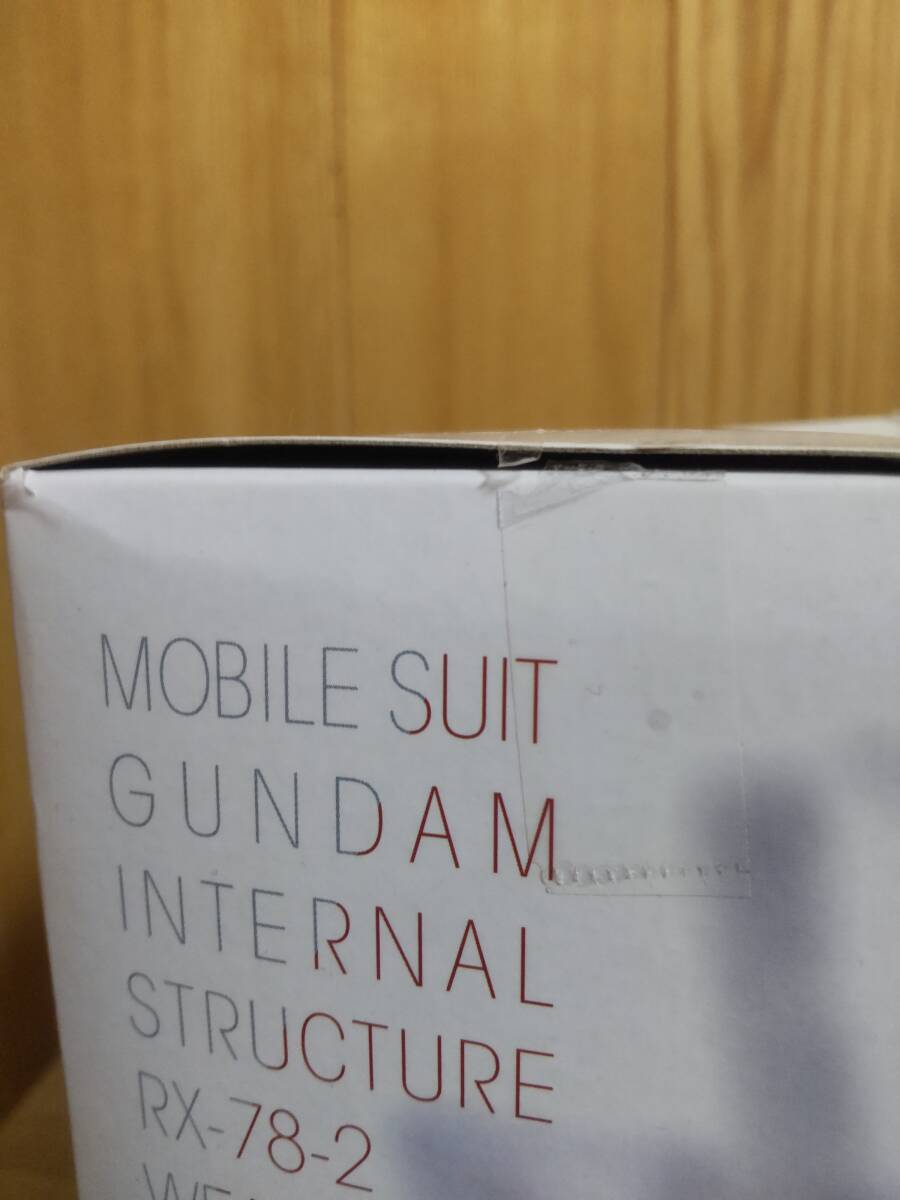 MOBILE SUIT
GUNDAM
INTERNAL
STRUCTURE
RX-78-2